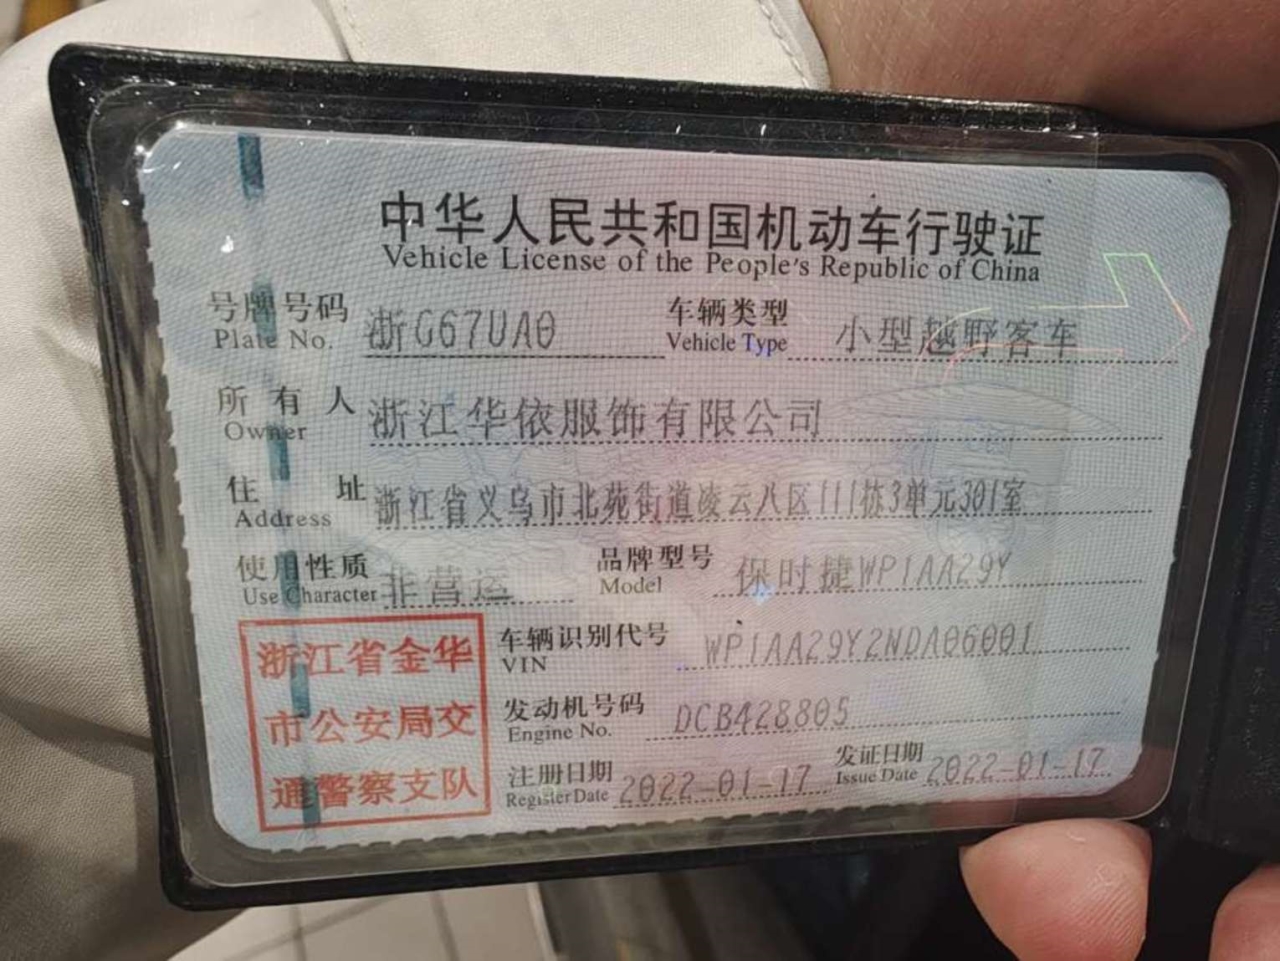 中华人民共和国机动车行驶证
Vehicle License of the People's Republic of China
号牌号码 浙G67UA0 车辆类型 小型越野客车
Plate No. Vehicle Type
所有人 浙江华依服饰有限公司
Owner
住址 浙江省义乌市北苑街道凌云八区111栋3单元301室
Address
使用性质 非营运 品牌型号 保时捷WP1AA29Y
Use Character Model
浙江省金华
市公安局交
通警察支队
车辆识别代号 WP1AA29Y2NDA06001
VIN
发动机号码 DCB428805
Engine No.
注册日期 2022-01-17 发证日期 2022-01-17
Register Date Issue Date